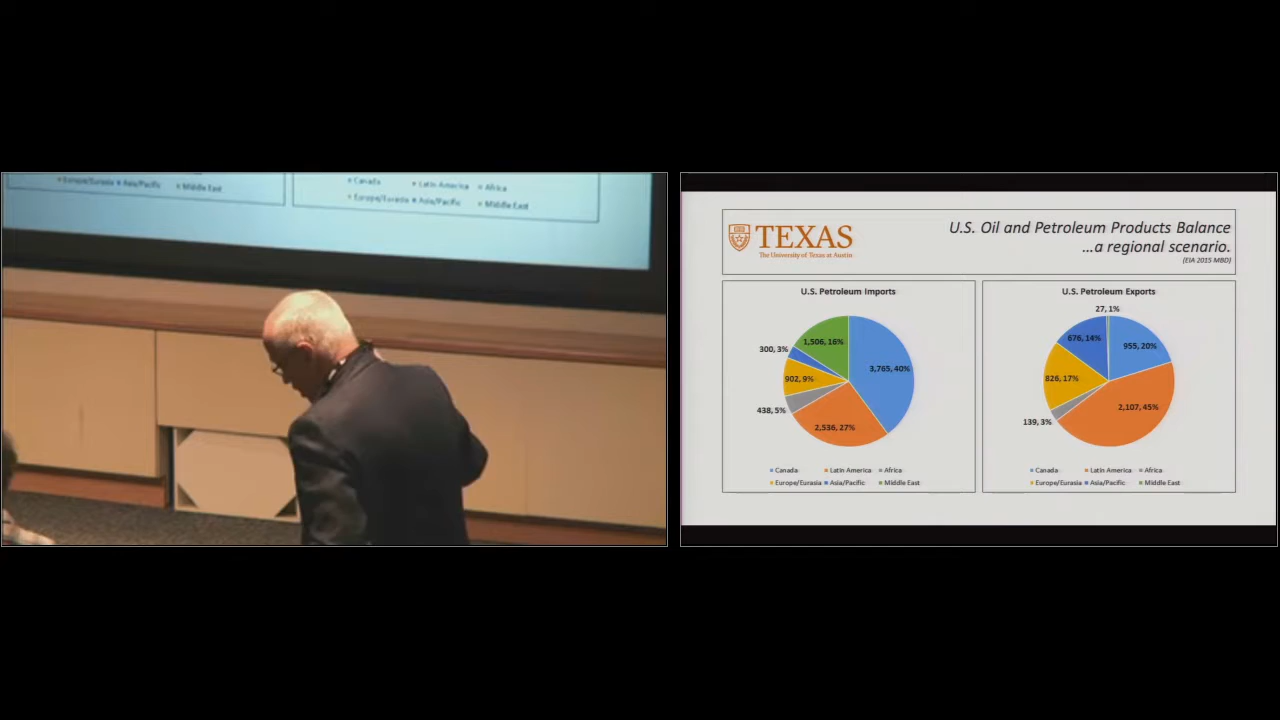 Europe/Eurasia Asia/Pacific Middle East
Canada Latin America Africa
Europe/Eurasia Asia/Pacific Middle East
TEXAS
The University of Texas at Austin
U.S. Oil and Petroleum Products Balance
...a regional scenario.
(EIA 2015 MBD)
U.S. Petroleum Imports
1,506, 16%
300, 3%
3,765, 40%
902, 9%
438, 5%
2,536, 27%
Canada Latin America Africa
Europe/Eurasia Asia/Pacific Middle East
U.S. Petroleum Exports
27, 1%
676, 14%
955, 20%
826, 17%
2,107, 45%
139, 3%
Canada Latin America Africa
Europe/Eurasia Asia/Pacific Middle East